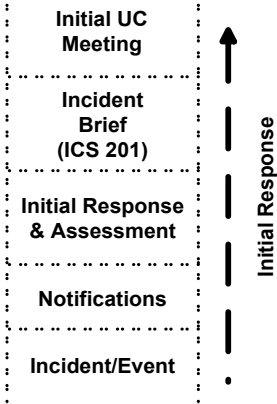 Initial UC
Meeting
Incident
Brief
(ICS 201)
Initial Response
& Assessment
Notifications
Incident/Event
Initial Response